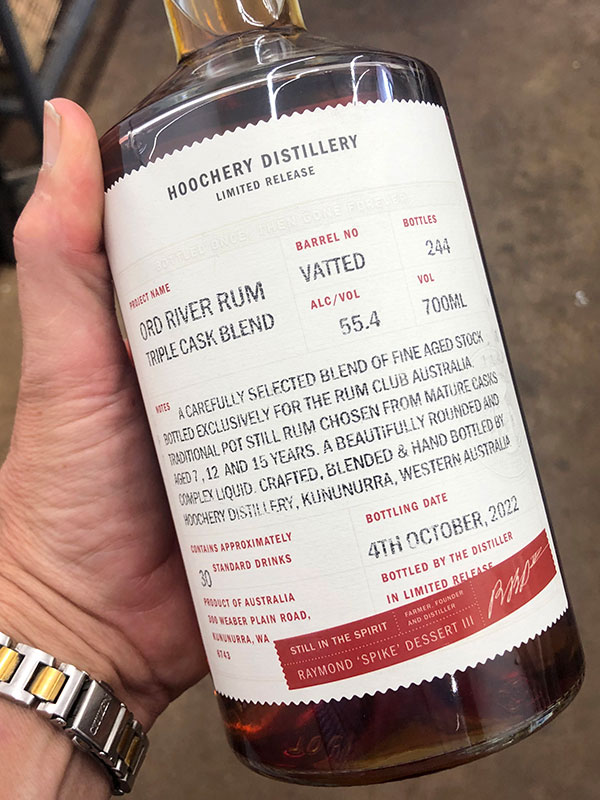 HOOCHERY DISTILLERY
LIMITED RELEASE
BOTTLED ONCE, THEN GONE FOREVER
PROJECT NAME
ORD RIVER RUM
TRIPLE CASK BLEND
BARREL NO
VATTED
BOTTLES
244
ALC/VOL
55.4
VOL
700ML
NOTES
A CAREFULLY SELECTED BLEND OF FINE AGED STOCK
BOTTLED EXCLUSIVELY FOR THE RUM CLUB AUSTRALIA.
TRADITIONAL POT STILL RUM CHOSEN FROM MATURE CASKS
AGED 7, 12 AND 15 YEARS. A BEAUTIFULLY ROUNDED AND
COMPLEX LIQUID. CRAFTED, BLENDED & HAND BOTTLED BY
HOOCHERY DISTILLERY, KUNUNURRA, WESTERN AUSTRALIA
CONTAINS APPROXIMATELY
30 STANDARD DRINKS
PRODUCT OF AUSTRALIA
300 WEABER PLAIN ROAD,
KUNUNURRA, WA
6743
BOTTLING DATE
4TH OCTOBER, 2022
BOTTLED BY THE DISTILLER
IN LIMITED RELEASE
STILL IN THE SPIRIT
FARMER, FOUNDER
AND DISTILLER
RAYMOND 'SPIKE' DESSERT III